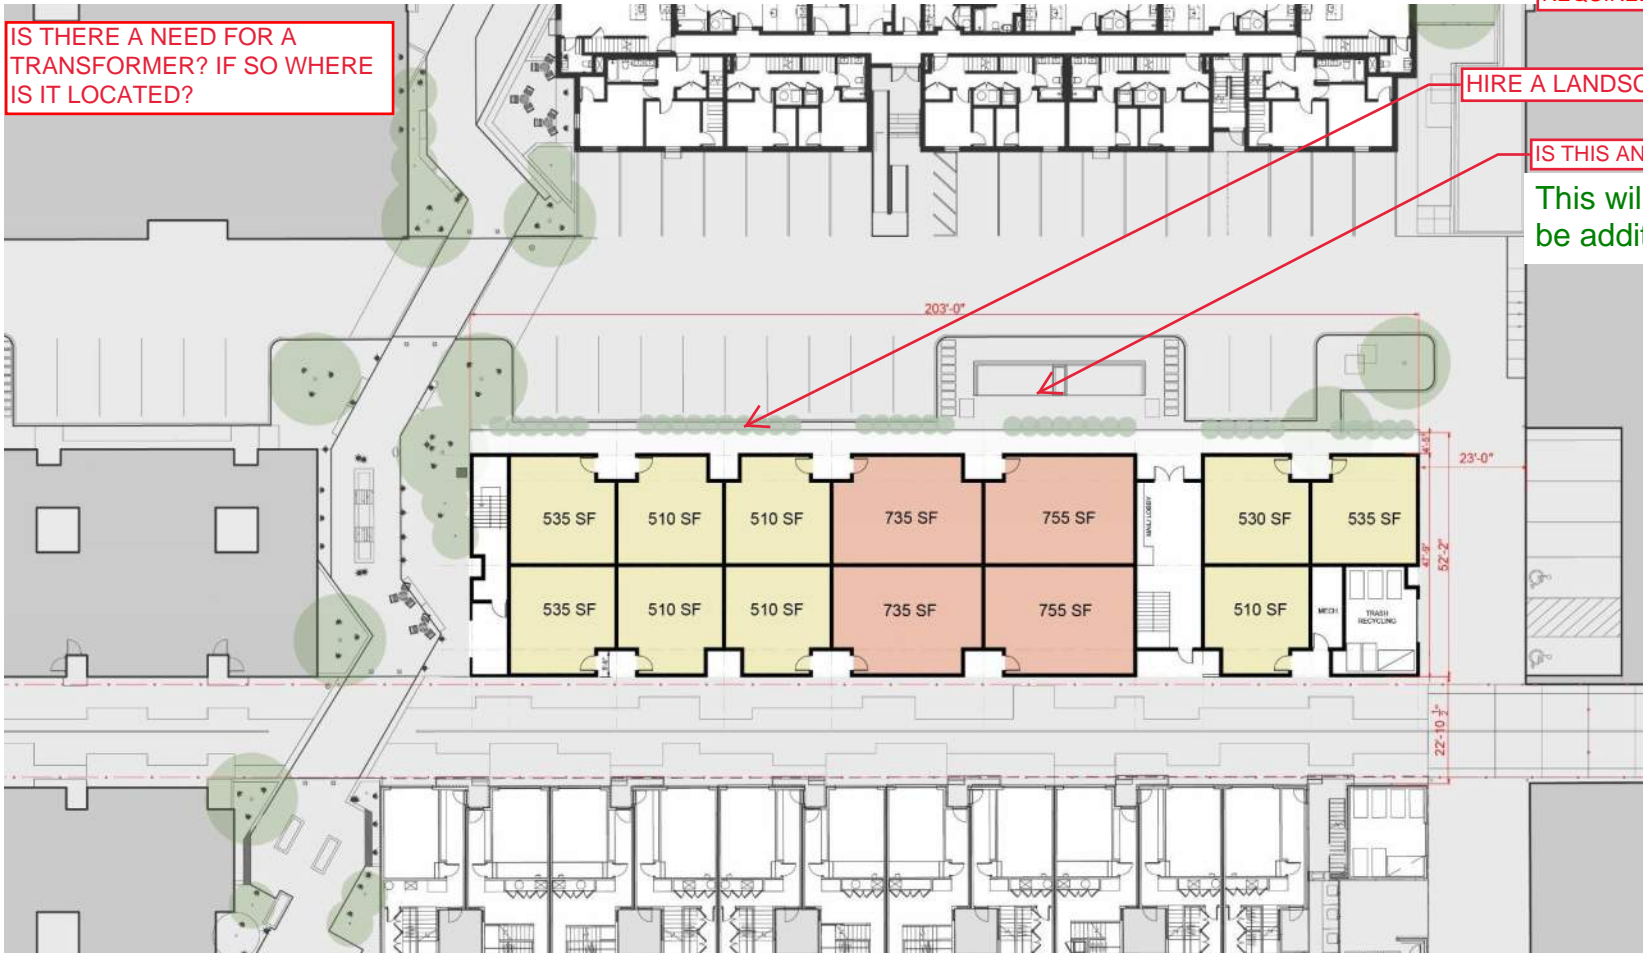 IS THERE A NEED FOR A
TRANSFORMER? IF SO WHERE
IS IT LOCATED?
HIRE A LANDSC
IS THIS AN
This wil
be addit
203'-0"
23'-0"
535 SF
510 SF
510 SF
735 SF
755 SF
MAIL / LOBBY
530 SF
535 SF
52'-2"
535 SF
510 SF
510 SF
735 SF
755 SF
510 SF
MECH
TRASH
RECYCLING
22'-10 1/2"